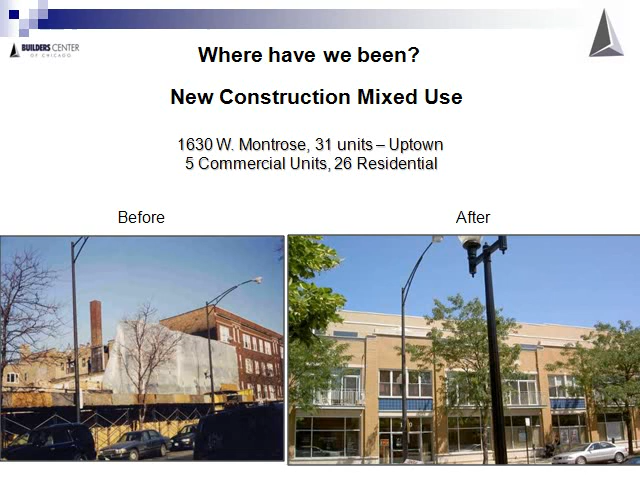 BUILDERS CENTER
OF CHICAGO
Where have we been?
New Construction Mixed Use
1630 W. Montrose, 31 units – Uptown
5 Commercial Units, 26 Residential
Before
After